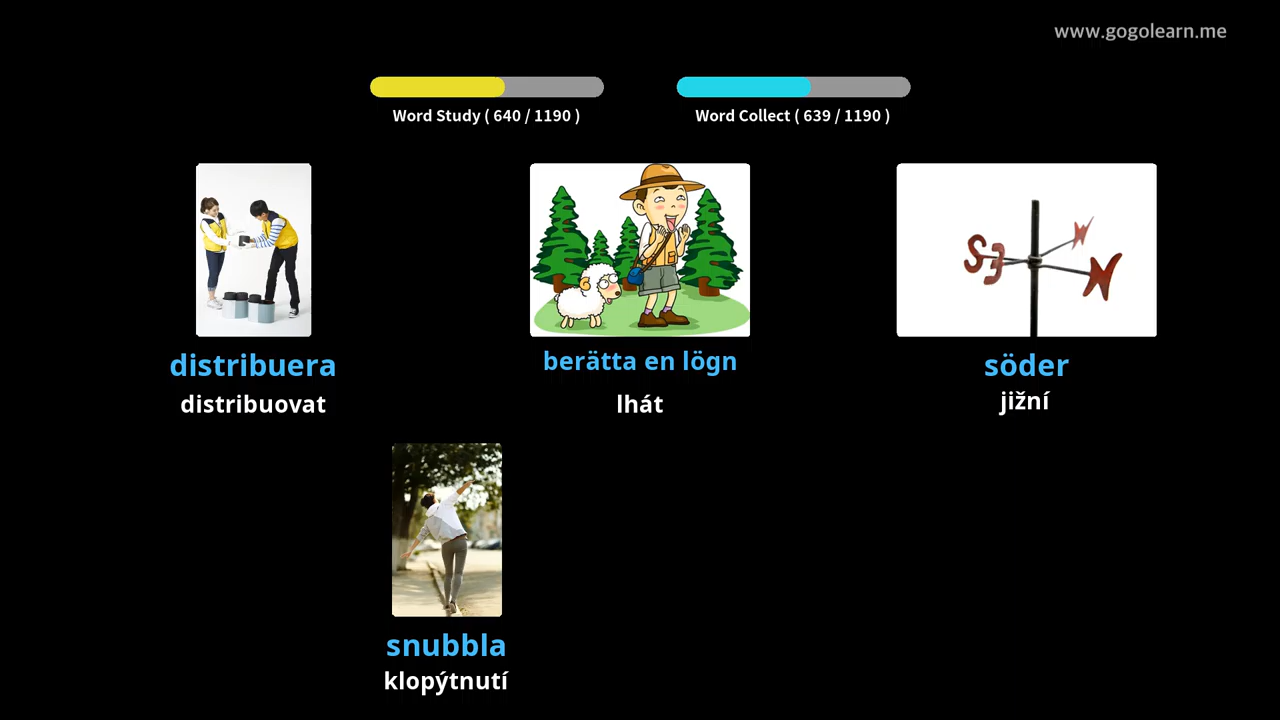 www.gogolearn.me
Word Study ( 640 / 1190 )
Word Collect ( 639 / 1190 )
distribuera
distribuovat
berätta en lögn
lhát
S E N W
söder
jižní
snubbla
klopýtnutí